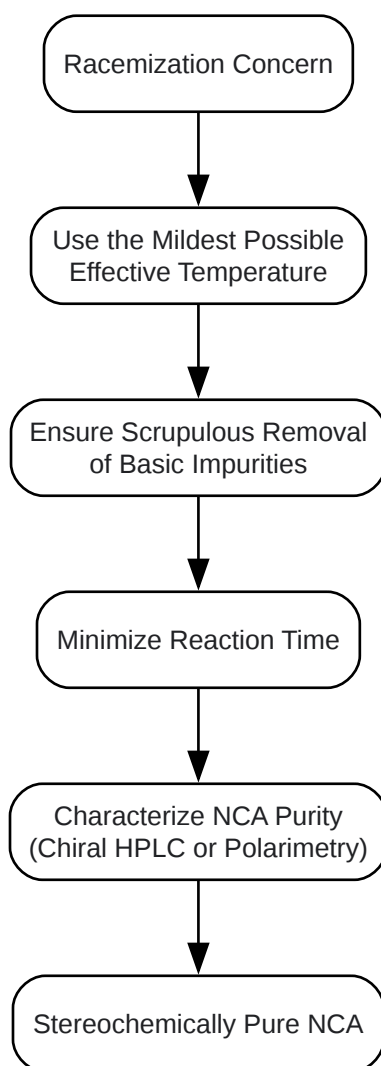 Racemization Concern
Use the Mildest Possible
Effective Temperature
Ensure Scrupulous Removal
of Basic Impurities
Minimize Reaction Time
Characterize NCA Purity
(Chiral HPLC or Polarimetry)
Stereochemically Pure NCA